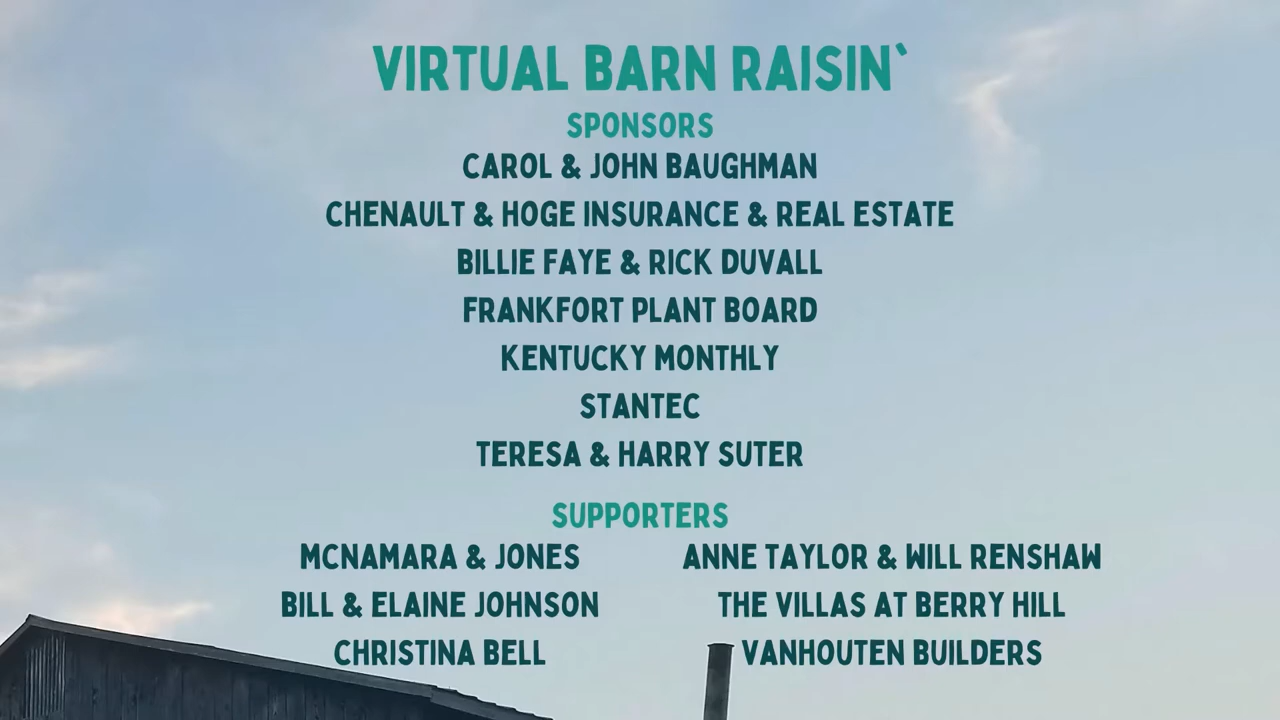 VIRTUAL BARN RAISIN`
SPONSORS
CAROL & JOHN BAUGHMAN
CHENAULT & HOGE INSURANCE & REAL ESTATE
BILLIE FAYE & RICK DUVALL
FRANKFORT PLANT BOARD
KENTUCKY MONTHLY
STANTEC
TERESA & HARRY SUTER
SUPPORTERS
MCNAMARA & JONES
BILL & ELAINE JOHNSON
CHRISTINA BELL
ANNE TAYLOR & WILL RENSHAW
THE VILLAS AT BERRY HILL
VANHOUTEN BUILDERS